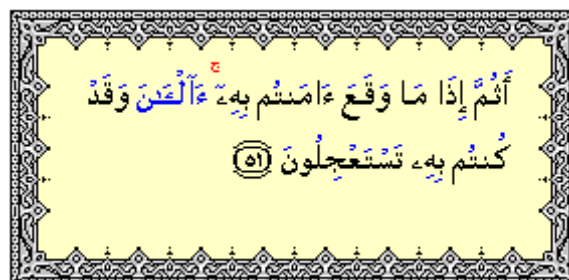 أَثُمَّ إِذَا مَا وَقَعَ ءَامَنتُم بِهِۦٓ ۚ ءَآلْـَٔـٰنَ وَقَدْ
كُنتُم بِهِۦ تَسْتَعْجِلُونَ ﴿٥١﴾